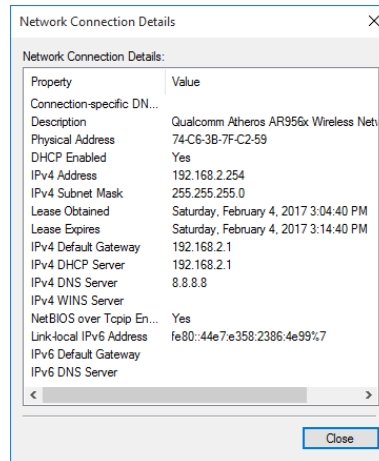 Network Connection Details
Network Connection Details:
Property Value
Connection-specific DN...
Description Qualcomm Atheros AR956x Wireless Netw
Physical Address 74-C6-3B-7F-C2-59
DHCP Enabled Yes
IPv4 Address 192.168.2.254
IPv4 Subnet Mask 255.255.255.0
Lease Obtained Saturday, February 4, 2017 3:04:40 PM
Lease Expires Saturday, February 4, 2017 3:14:40 PM
IPv4 Default Gateway 192.168.2.1
IPv4 DHCP Server 192.168.2.1
IPv4 DNS Server 8.8.8.8
IPv4 WINS Server
NetBIOS over Tcpip En... Yes
Link-local IPv6 Address fe80::44e7:e358:2386:4e99%7
IPv6 Default Gateway
IPv6 DNS Server
Close